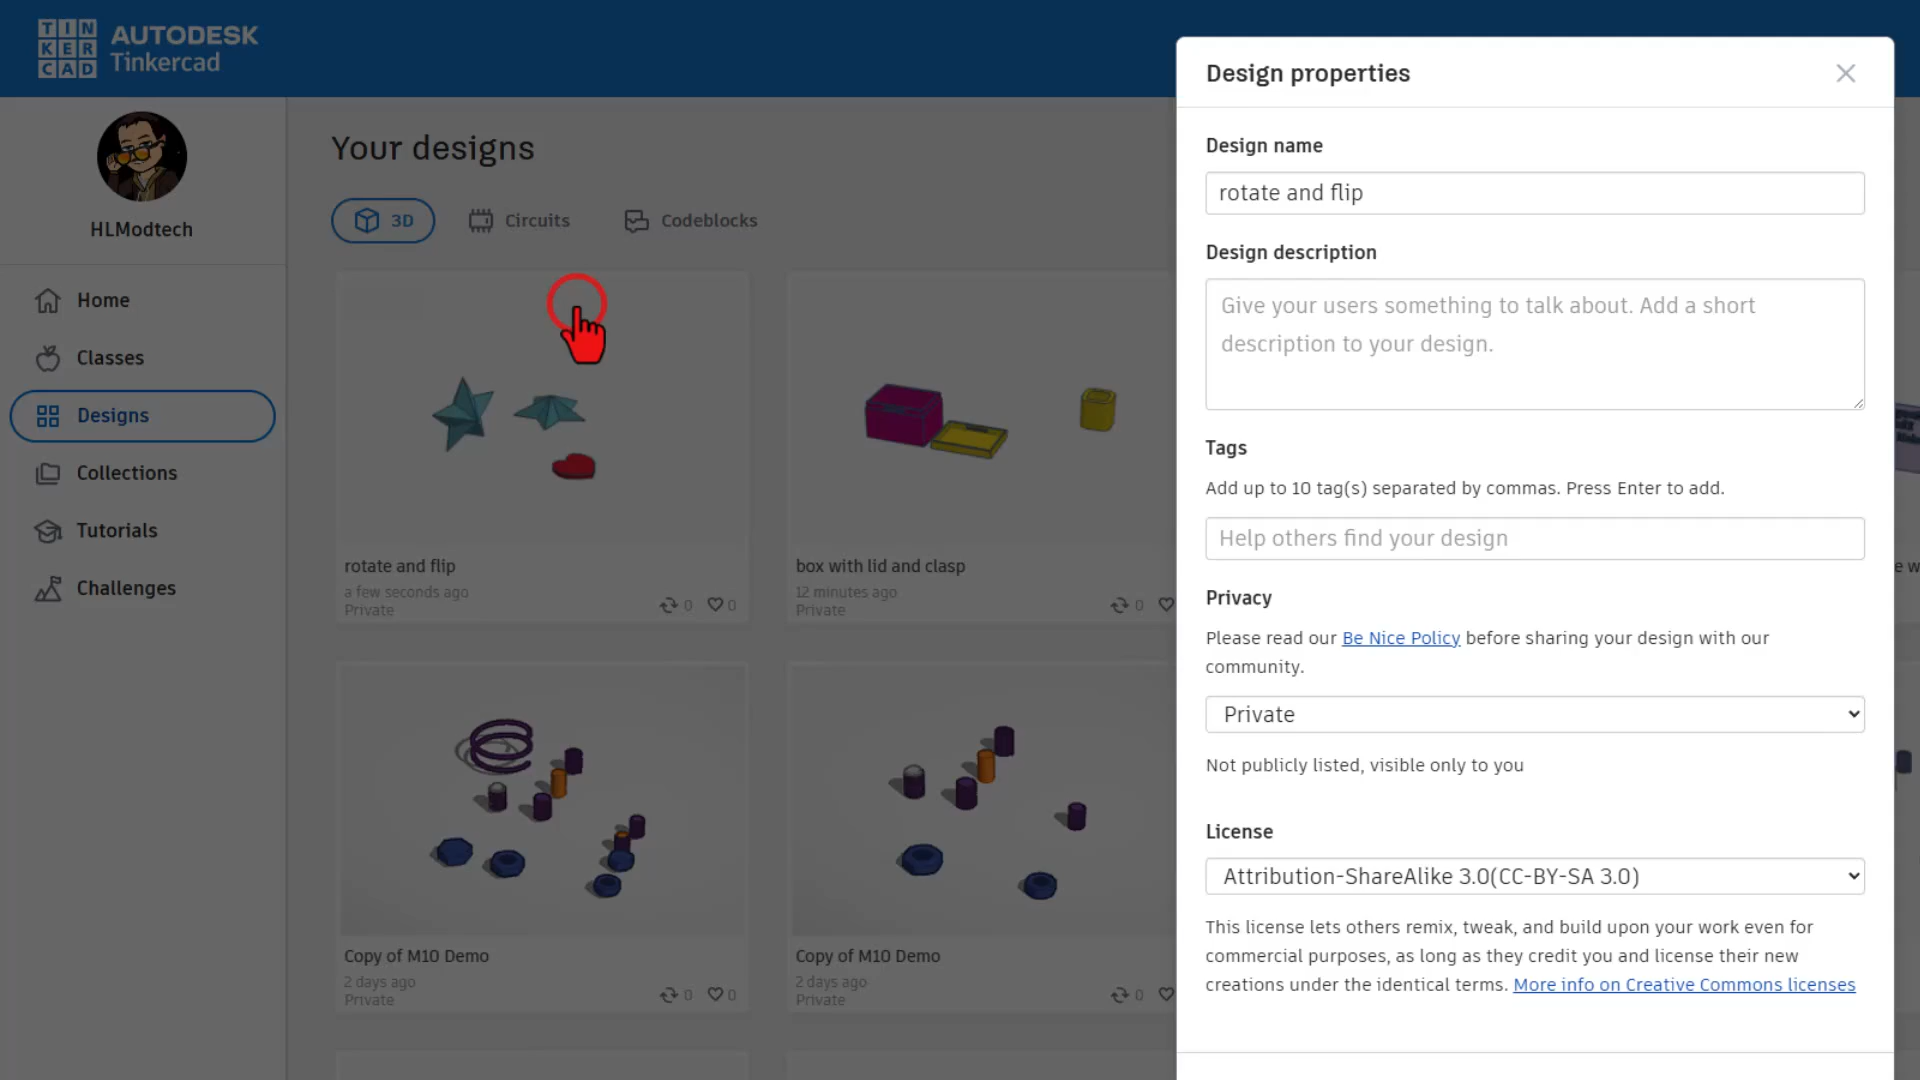 TIN
KER
CAD
AUTODESK
Tinkercad
HLModtech
Home
Classes
Designs
Collections
Tutorials
Challenges
Your designs
3D
Circuits
Codeblocks
rotate and flip
a few seconds ago
Private
0
0
box with lid and clasp
12 minutes ago
Private
0
Copy of M10 Demo
2 days ago
Private
0
0
Copy of M10 Demo
2 days ago
Private
0
Design properties
Design name
rotate and flip
Design description
Give your users something to talk about. Add a short
description to your design.
Tags
Add up to 10 tag(s) separated by commas. Press Enter to add.
Help others find your design
Privacy
Please read our Be Nice Policy before sharing your design with our
community.
Private
Not publicly listed, visible only to you
License
Attribution-ShareAlike 3.0(CC-BY-SA 3.0)
This license lets others remix, tweak, and build upon your work even for
commercial purposes, as long as they credit you and license their new
creations under the identical terms. More info on Creative Commons licenses